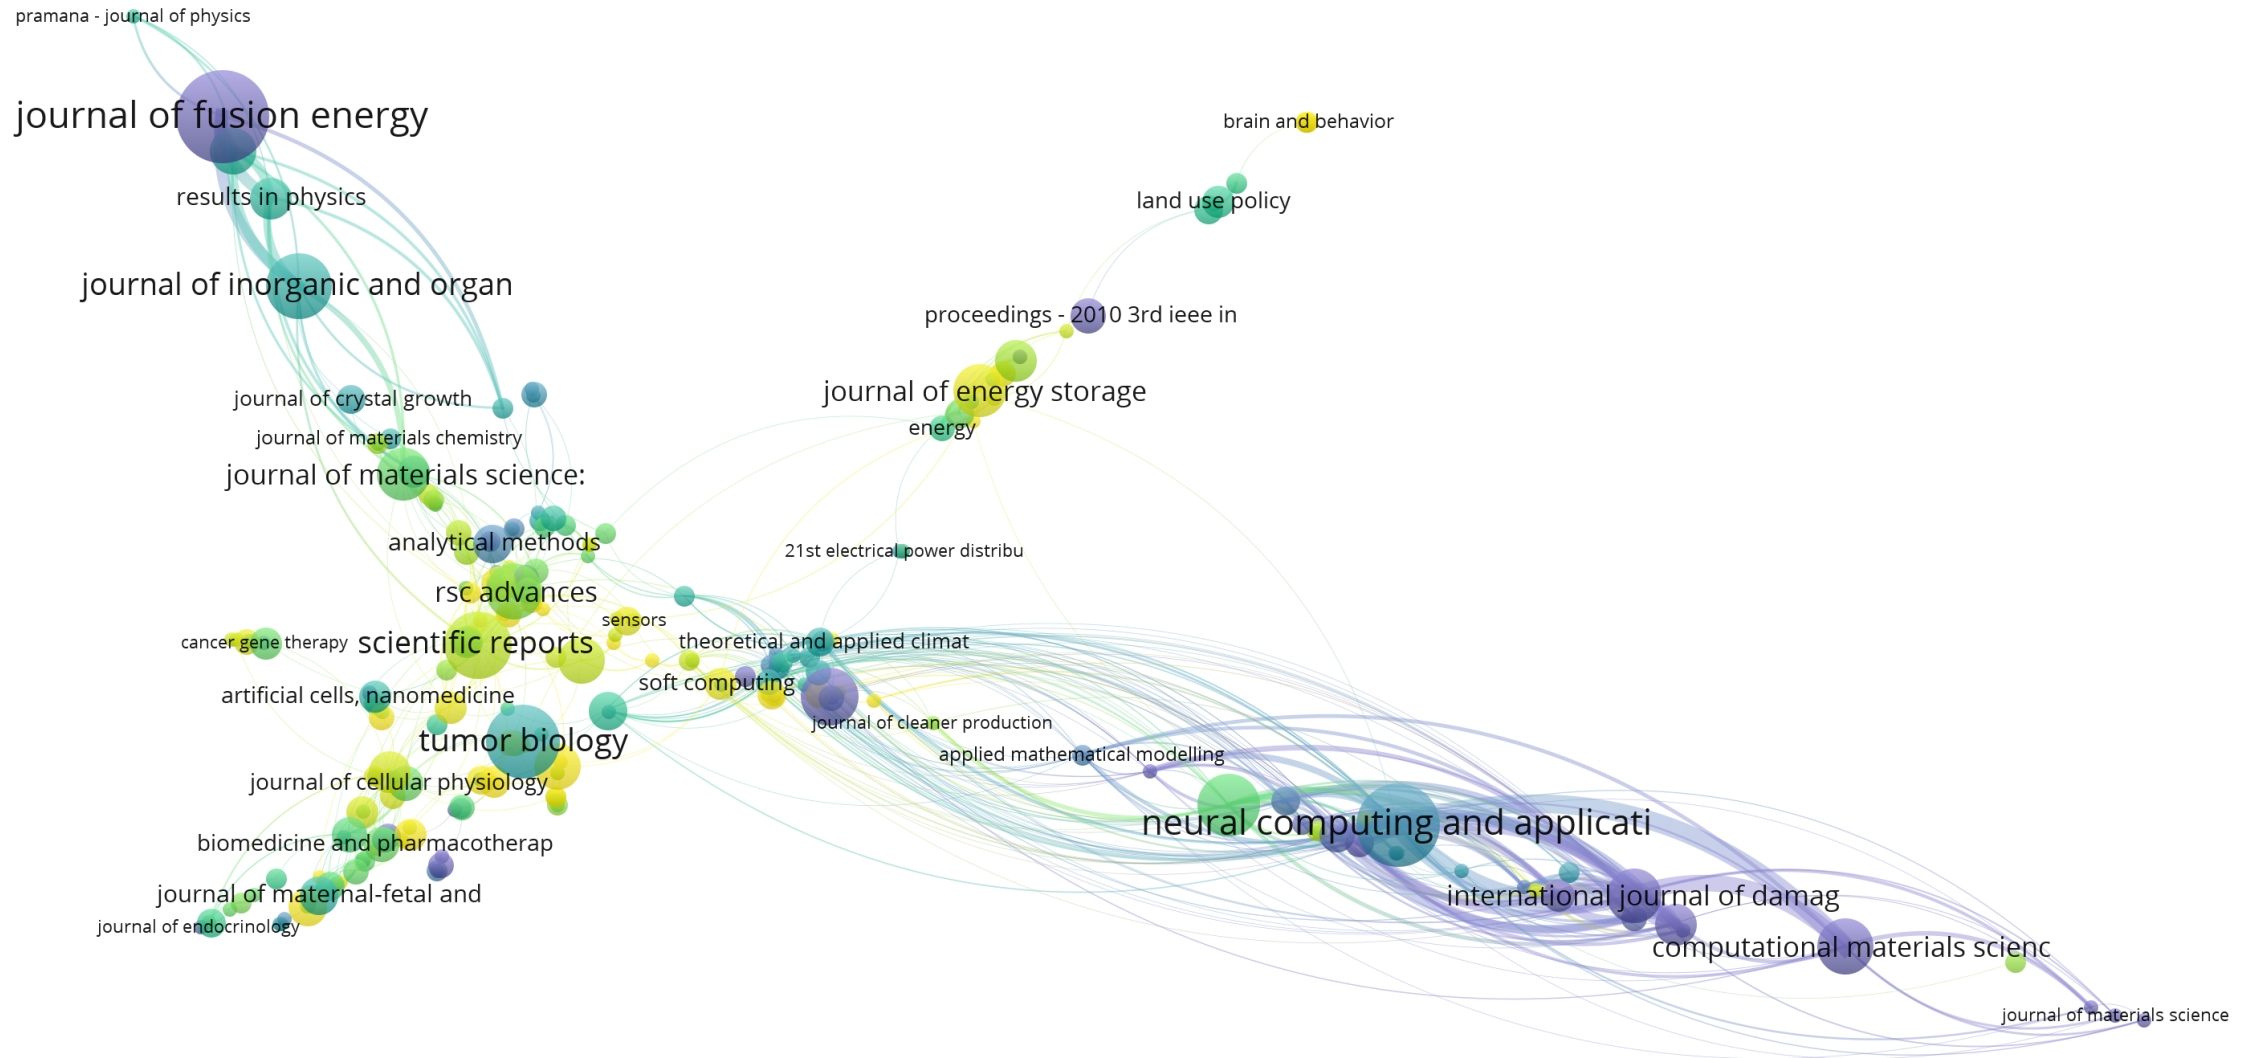 pramana - journal of physics
journal of fusion energy
brain and behavior
results in physics
land use policy
journal of inorganic and organ
proceedings - 2010 3rd ieee in
journal of energy storage
journal of crystal growth
energy
journal of materials chemistry
journal of materials science:
analytical methods
21st electrical power distribu
rsc advances
sensors
cancer gene therapy
scientific reports
theoretical and applied climat
soft computing
artificial cells, nanomedicine
journal of cleaner production
tumor biology
applied mathematical modelling
journal of cellular physiology
neural computing and applicati
biomedicine and pharmacotherap
journal of maternal-fetal and
international journal of damag
journal of endocrinology
computational materials scienc
journal of materials science